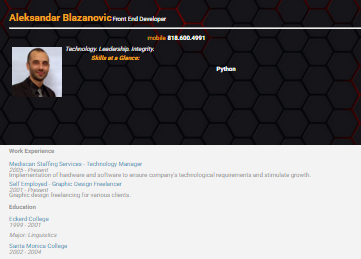 Aleksandar Blazanovic Front End Developer
mobile 818.600.4991
Technology. Leadership. Integrity.
Skills at a Glance:
Python
Work Experience
Mediscan Staffing Services - Technology Manager
2005 - Present
Implementation of hardware and software to ensure company's technological requirements and stimulate growth.
Self Employed - Graphic Design Freelancer
2001 - Present
Graphic design freelancing for various clients.
Education
Eckerd College
1999 - 2001
Major: Linguistics
Santa Monica College
2002 - 2004